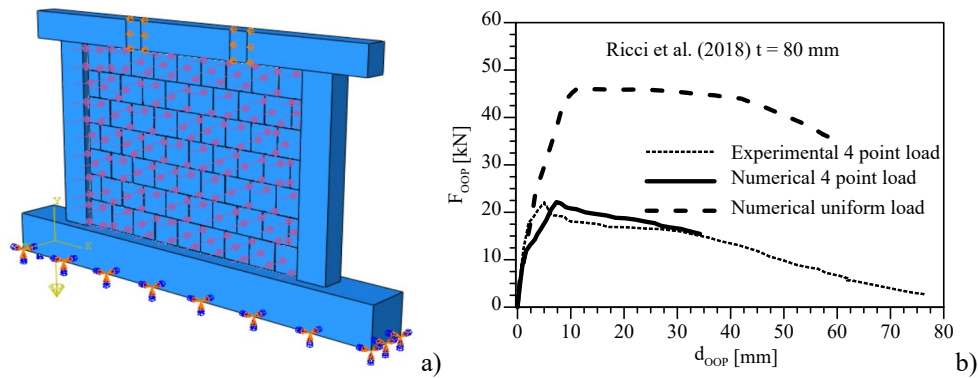 Y
X
a)
Ricci et al. (2018) t = 80 mm
60
50
40
30
20
10
0
F_OOP [kN]
Experimental 4 point load
Numerical 4 point load
Numerical uniform load
0 10 20 30 40 50 60 70 80
d_OOP [mm]
b)